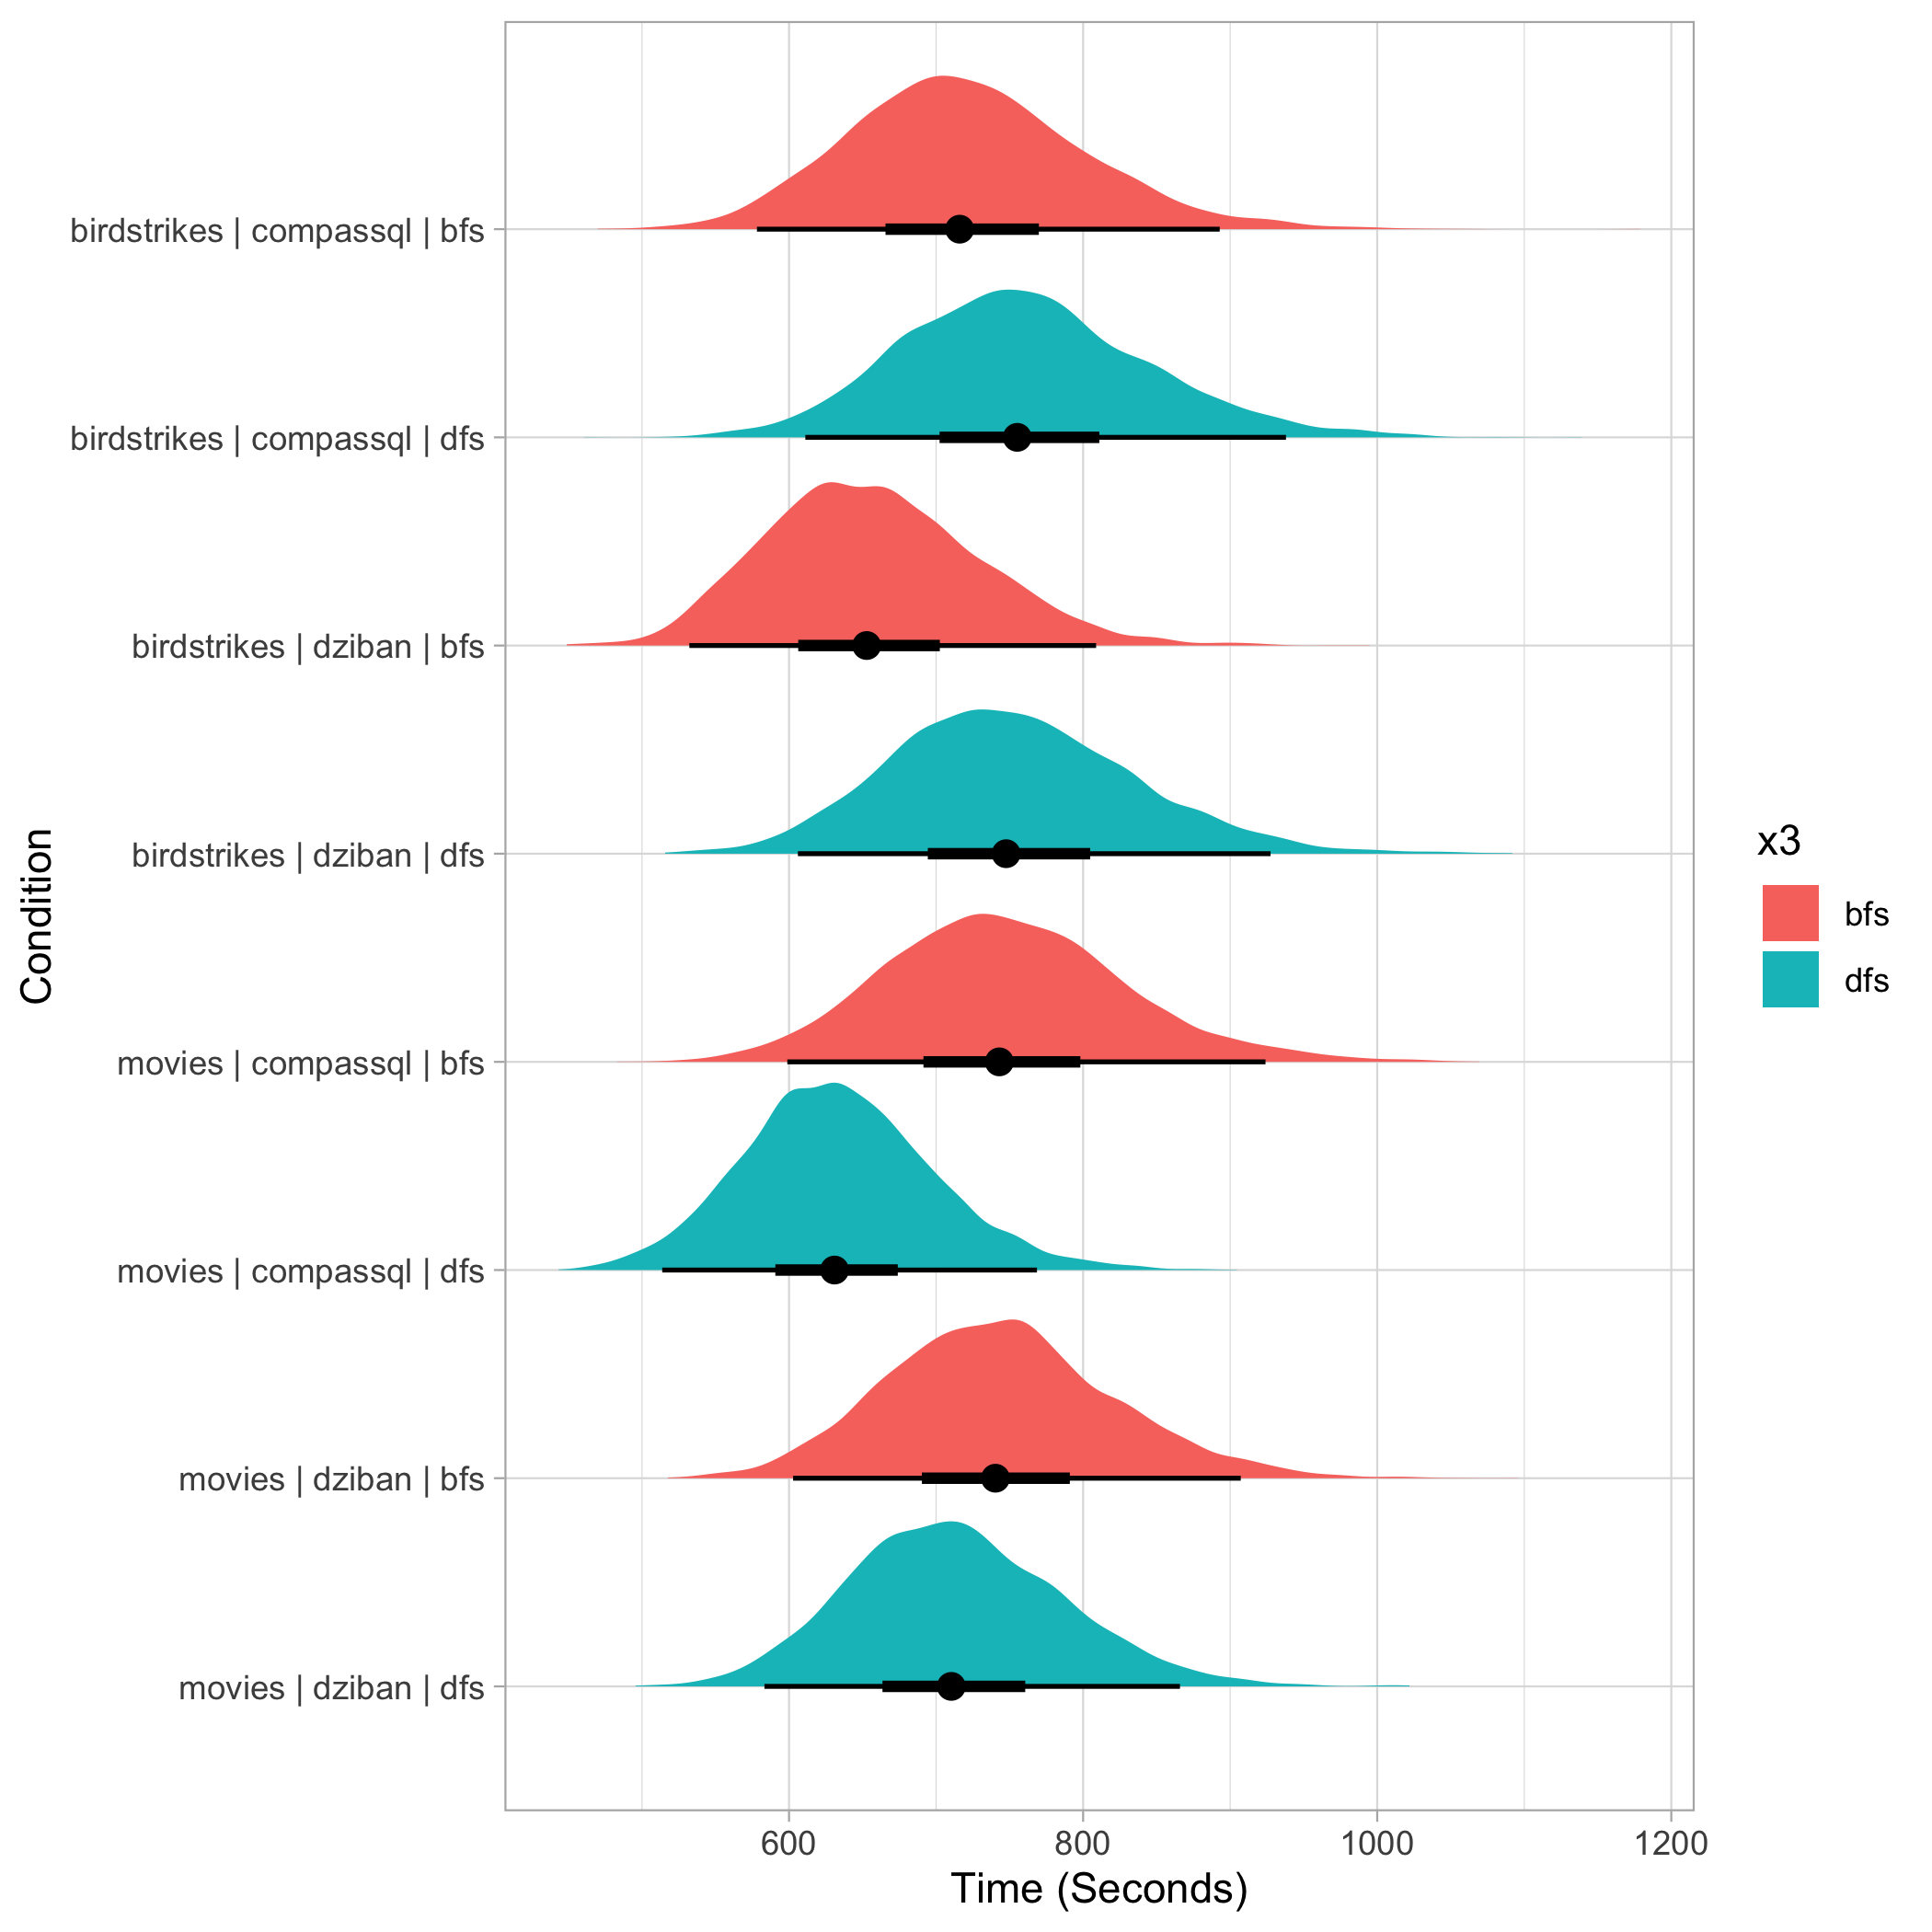 birdstrikes | compassql | bfs
birdstrikes | compassql | dfs
birdstrikes | dziban | bfs
birdstrikes | dziban | dfs
movies | compassql | bfs
movies | compassql | dfs
movies | dziban | bfs
movies | dziban | dfs
Condition
600 800 1000 1200
Time (Seconds)
x3
bfs
dfs